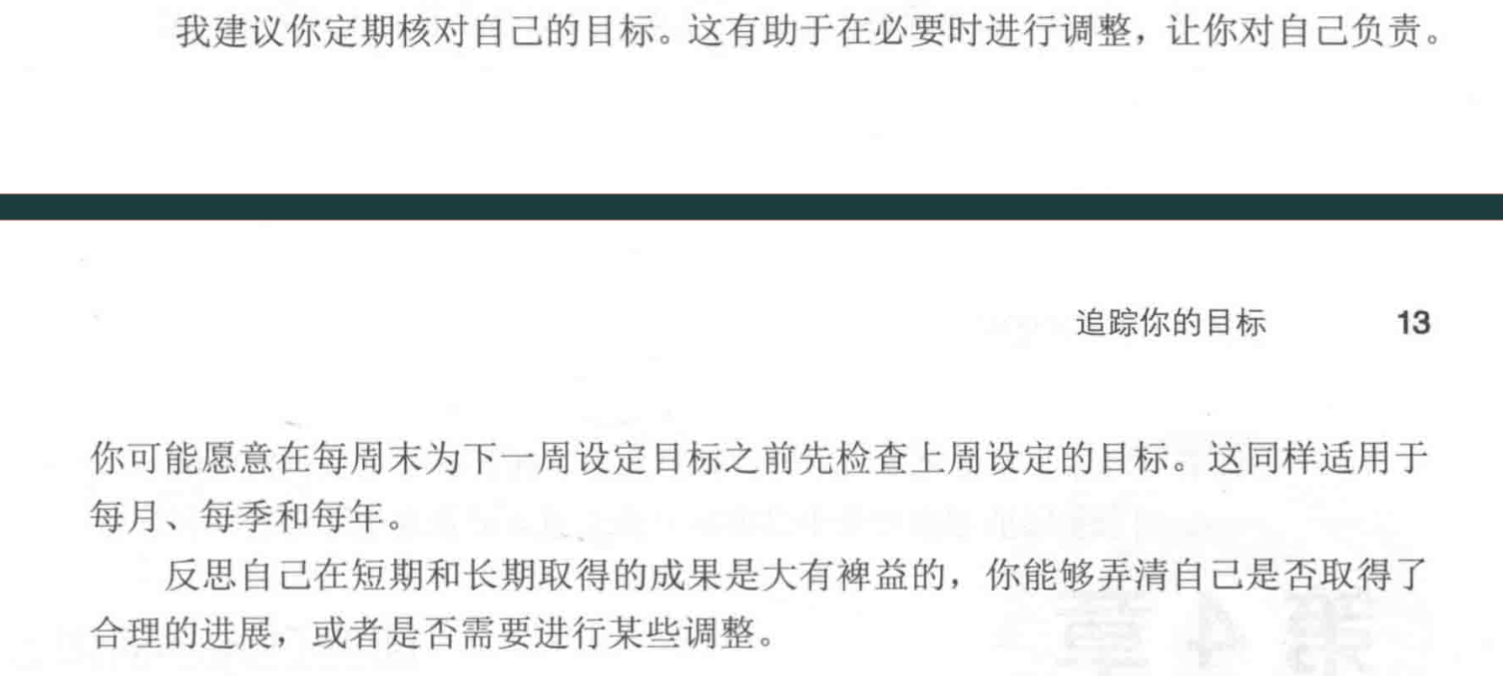 我建议你定期核对自己的目标。这有助于在必要时进行调整，让你对自己负责。
追踪你的目标 13
你可能愿意在每周末为下一周设定目标之前先检查上周设定的目标。这同样适用于
每月、每季和每年。
反思自己在短期和长期取得的成果是大有裨益的，你能够弄清自己是否取得了
合理的进展，或者是否需要进行某些调整。